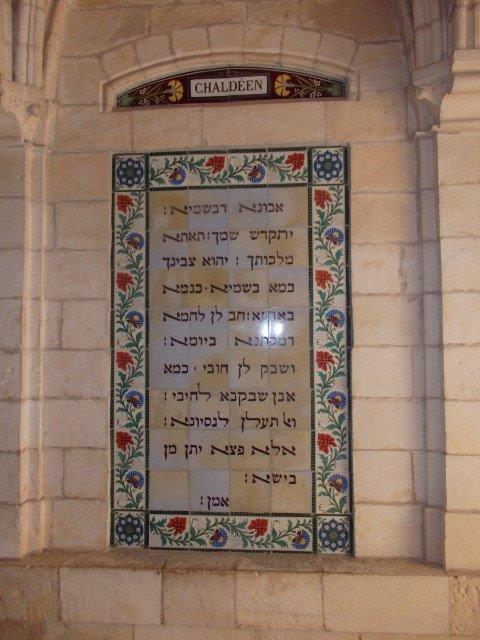 CHALDÉEN
אבונא דבשמיא :
יתקדש שמך : תאתא
מלכותך : יהוא צבינך
כמא בשמיא · כנמא
בארעא : הב לן לחמא
ביומא :
ושבק לן חובי · כמא
אנן שבקנא לחיבי :
ולא תעלן לנסיונא :
אלא פצא יתן מן
בישא :
אמן :